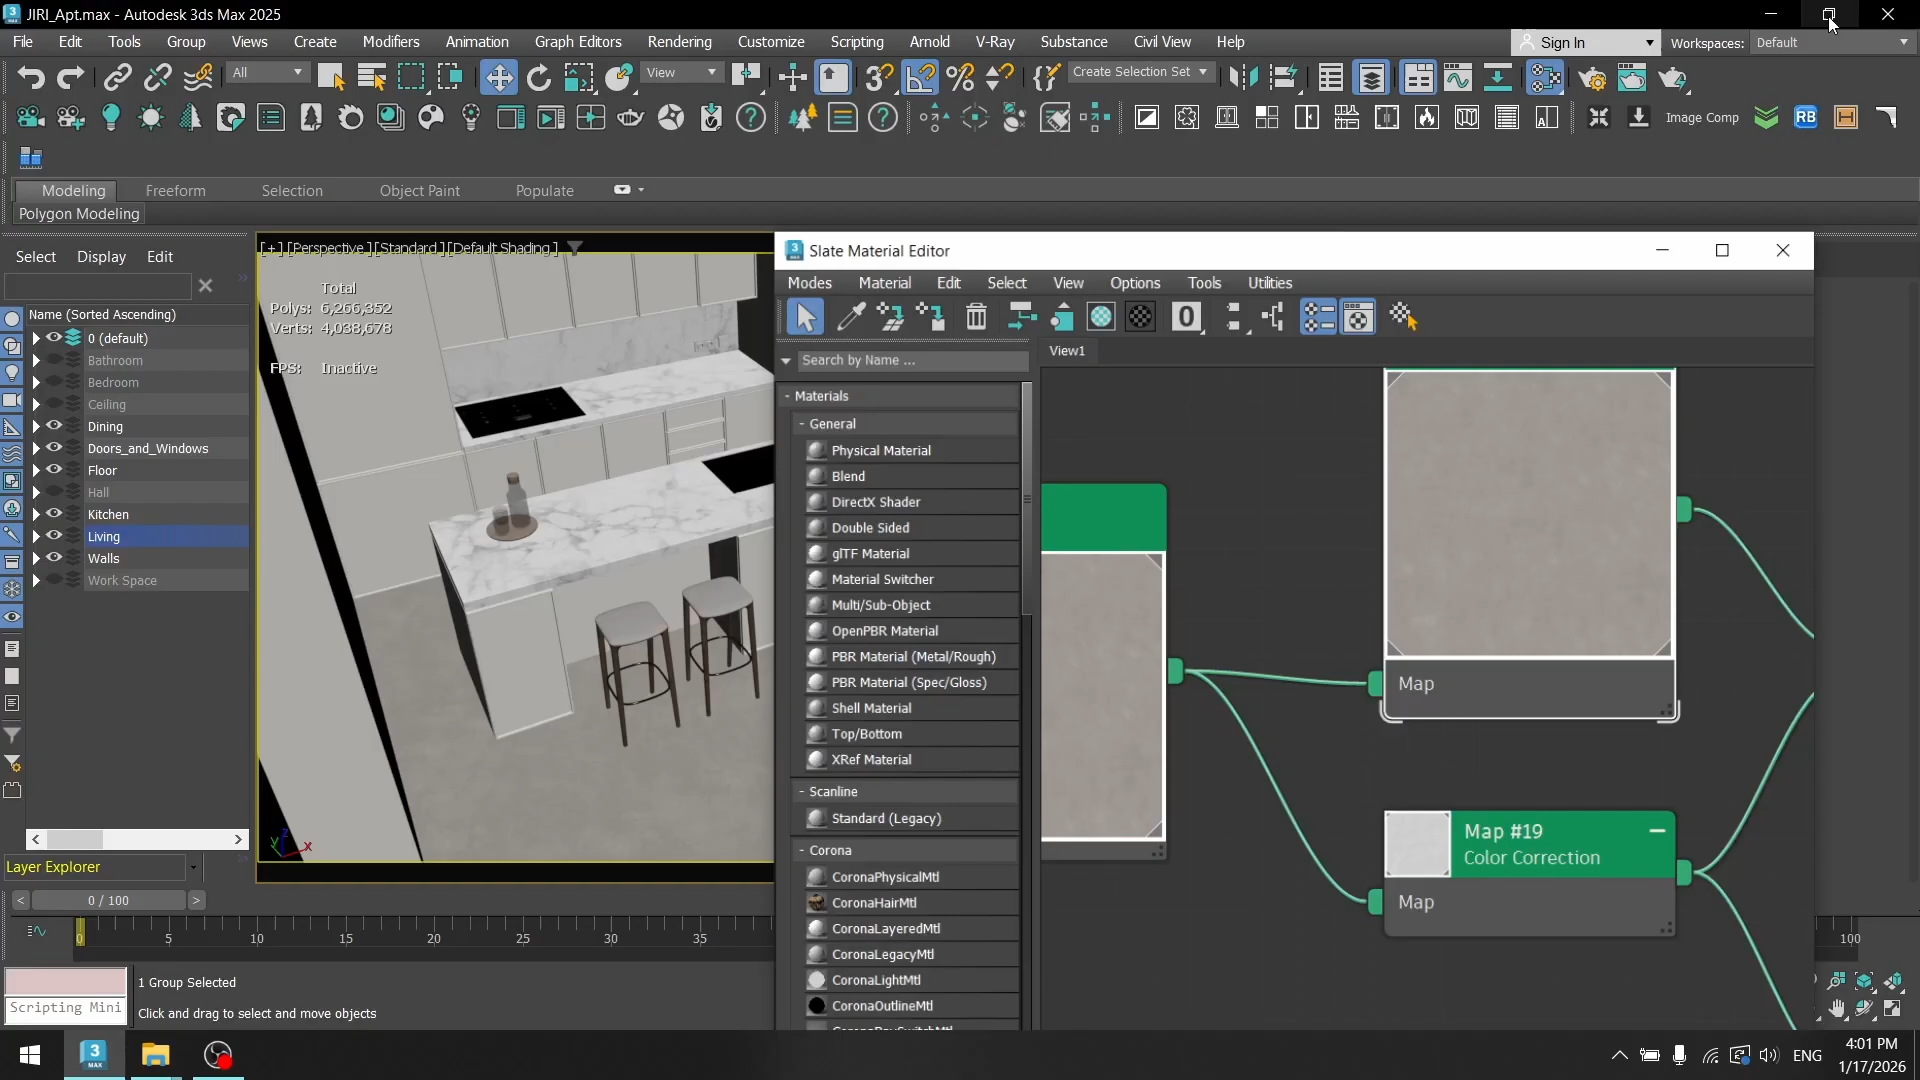 JIRI_Apt.max - Autodesk 3ds Max 2025
File Edit Tools Group Views Create Modifiers Animation Graph Editors Rendering Customize Scripting Arnold V-Ray Substance Civil View Help
Sign In
Workspaces: Default
All
View
Create Selection Set
Image Comp
RB
Modeling Freeform Selection Object Paint Populate
Polygon Modeling
Select Display Edit
Name (Sorted Ascending)
0 (default)
Bathroom
Bedroom
Ceiling
Dining
Doors_and_Windows
Floor
Hall
Kitchen
Living
Walls
Work Space
Layer Explorer
[+] [Perspective ] [Standard ] [Default Shading ]
Total
Polys: 6,266,352
Verts: 4,038,678
FPS: Inactive
z
y
x
Slate Material Editor
Modes Material Edit Select View Options Tools Utilities
0
Search by Name ...
View1
- Materials
- General
Physical Material
Blend
DirectX Shader
Double Sided
glTF Material
Material Switcher
Multi/Sub-Object
OpenPBR Material
PBR Material (Metal/Rough)
PBR Material (Spec/Gloss)
Shell Material
Top/Bottom
XRef Material
- Scanline
Standard (Legacy)
- Corona
CoronaPhysicalMtl
CoronaHairMtl
CoronaLayeredMtl
CoronaLegacyMtl
CoronaLightMtl
CoronaOutlineMtl
CoronaRaySwitchMtl
Map
Map #19
Color Correction
Map
0 / 100
0 5 10 15 20 25 30 35 100
1 Group Selected
Scripting Mini
Click and drag to select and move objects
3
MAX
ENG
4:01 PM
1/17/2026